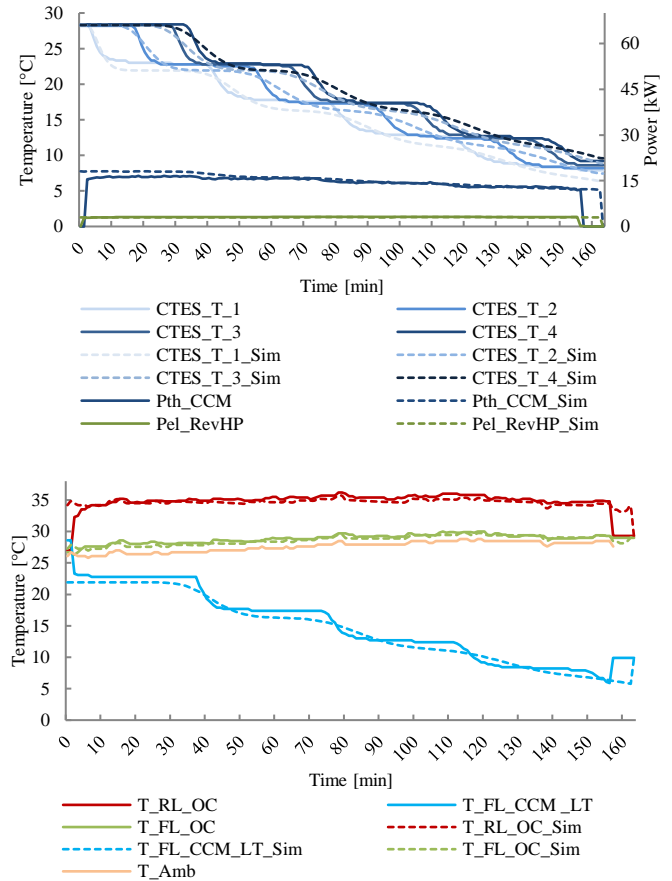 30
25
20
15
10
5
0
Temperature [°C]
60
45
30
15
0
Power [kW]
0 10 20 30 40 50 60 70 80 90 100 110 120 130 140 150 160
Time [min]
CTES_T_1 CTES_T_2
CTES_T_3 CTES_T_4
CTES_T_1_Sim CTES_T_2_Sim
CTES_T_3_Sim CTES_T_4_Sim
Pth_CCM Pth_CCM_Sim
Pel_RevHP Pel_RevHP_Sim
35
30
25
20
15
10
5
0
Temperature [°C]
0 10 20 30 40 50 60 70 80 90 100 110 120 130 140 150 160
Time [min]
T_RL_OC T_FL_CCM _LT
T_FL_OC T_RL_OC_Sim
T_FL_CCM_LT_Sim T_FL_OC_Sim
T_Amb